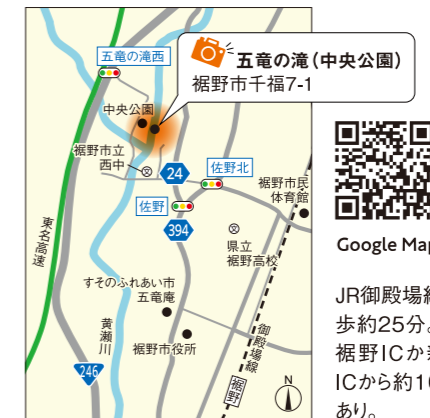 五竜の滝(中央公園)
裾野市千福7-1
五竜の滝西
中央公園
裾野市立
西中
24
佐野北
裾野市民
体育館
佐野
394
県立
裾野高校
東名高速
すそのふれあい市
五竜庵
黄瀬川
裾野市役所
御殿場線
246
裾野
N
Google Map
JR御殿場線
歩約25分。
裾野ICか
ICから約1
あり。